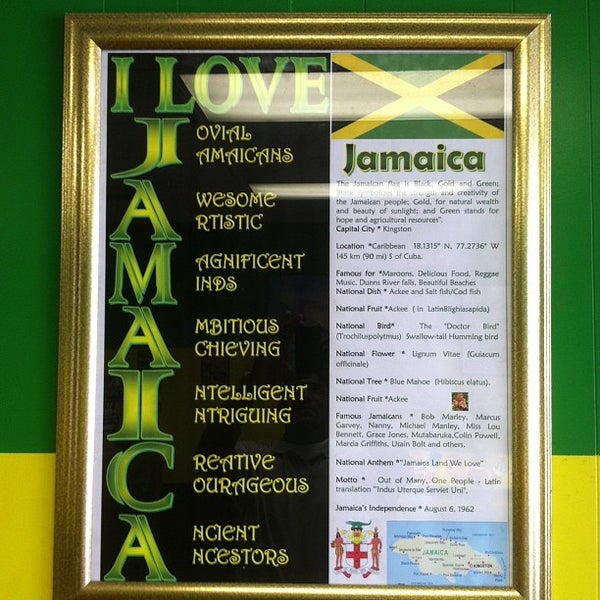 I LOVE
JAMAICA
OVIAL
AMAICANS
WESOME
RTISTIC
AGNIFICENT
INDS
MBITIOUS
CHIEVING
NTELLIGENT
NTRIGUING
REATIVE
OURAGEOUS
NCIENT
NCESTORS
Jamaica
The Jamaican flag is Black, Gold and Green;
Black symbolizes the strength and creativity of
the Jamaican people; Gold, for natural wealth
and beauty of sunlight; and Green stands for
hope and agricultural resources".
Capital City * Kingston
Location *Caribbean 18.1315° N, 77.2736° W
145 km (90 mi) S of Cuba.
Famous for *Maroons, Delicious Food, Reggae
Music, Dunns River falls, Beautiful Beaches
National Dish * Ackee and Salt fish/Cod fish
National Fruit *Ackee ( in LatinBlighiasapida)
National Bird* The "Doctor Bird"
(Trochiluspolytmus) Swallow-tail Humming bird
National Flower * Lignum Vitae (Guiacum
officinale)
National Tree * Blue Mahoe (Hibiscus elatus).
National Fruit *Ackee
Famous Jamaicans * Bob Marley, Marcus
Garvey, Nanny, Michael Manley, Miss Lou
Bennett, Grace Jones, Mutabaruka,Colin Powell,
Marcia Griffiths, Usain Bolt and others.
National Anthem *"Jamaica Land We Love"
Motto * Out of Many, One People - Latin
translation "Indus Uterque Serviet Uni",
Jamaica's Independence * August 6, 1962
JAMAICA
KINGSTON